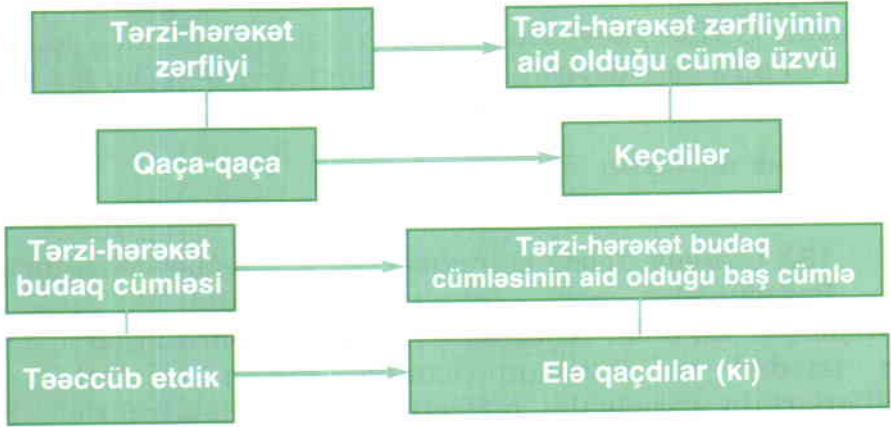 Tərzi-hərəkət
zərfliyi
Tərzi-hərəkət zərfliyinin
aid olduğu cümlə üzvü
Qaça-qaça
Keçdilər
Tərzi-hərəkət
budaq cümləsi
Tərzi-hərəkət budaq
cümləsinin aid olduğu baş cümlə
Təəccüb etdik
Elə qaçdılar (ki)